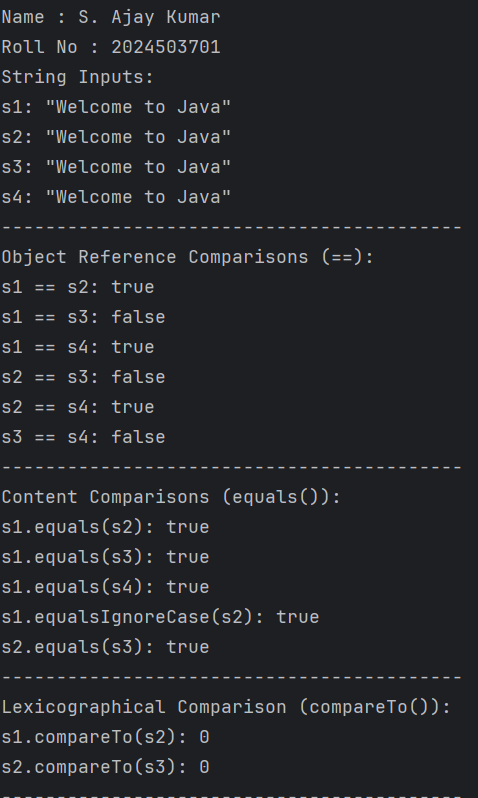 Name : S. Ajay Kumar
Roll No : 2024503701
String Inputs:
s1: "Welcome to Java"
s2: "Welcome to Java"
s3: "Welcome to Java"
s4: "Welcome to Java"
------------------------------------------
Object Reference Comparisons (==):
s1 == s2: true
s1 == s3: false
s1 == s4: true
s2 == s3: false
s2 == s4: true
s3 == s4: false
------------------------------------------
Content Comparisons (equals()):
s1.equals(s2): true
s1.equals(s3): true
s1.equals(s4): true
s1.equalsIgnoreCase(s2): true
s2.equals(s3): true
------------------------------------------
Lexicographical Comparison (compareTo()):
s1.compareTo(s2): 0
s2.compareTo(s3): 0
------------------------------------------